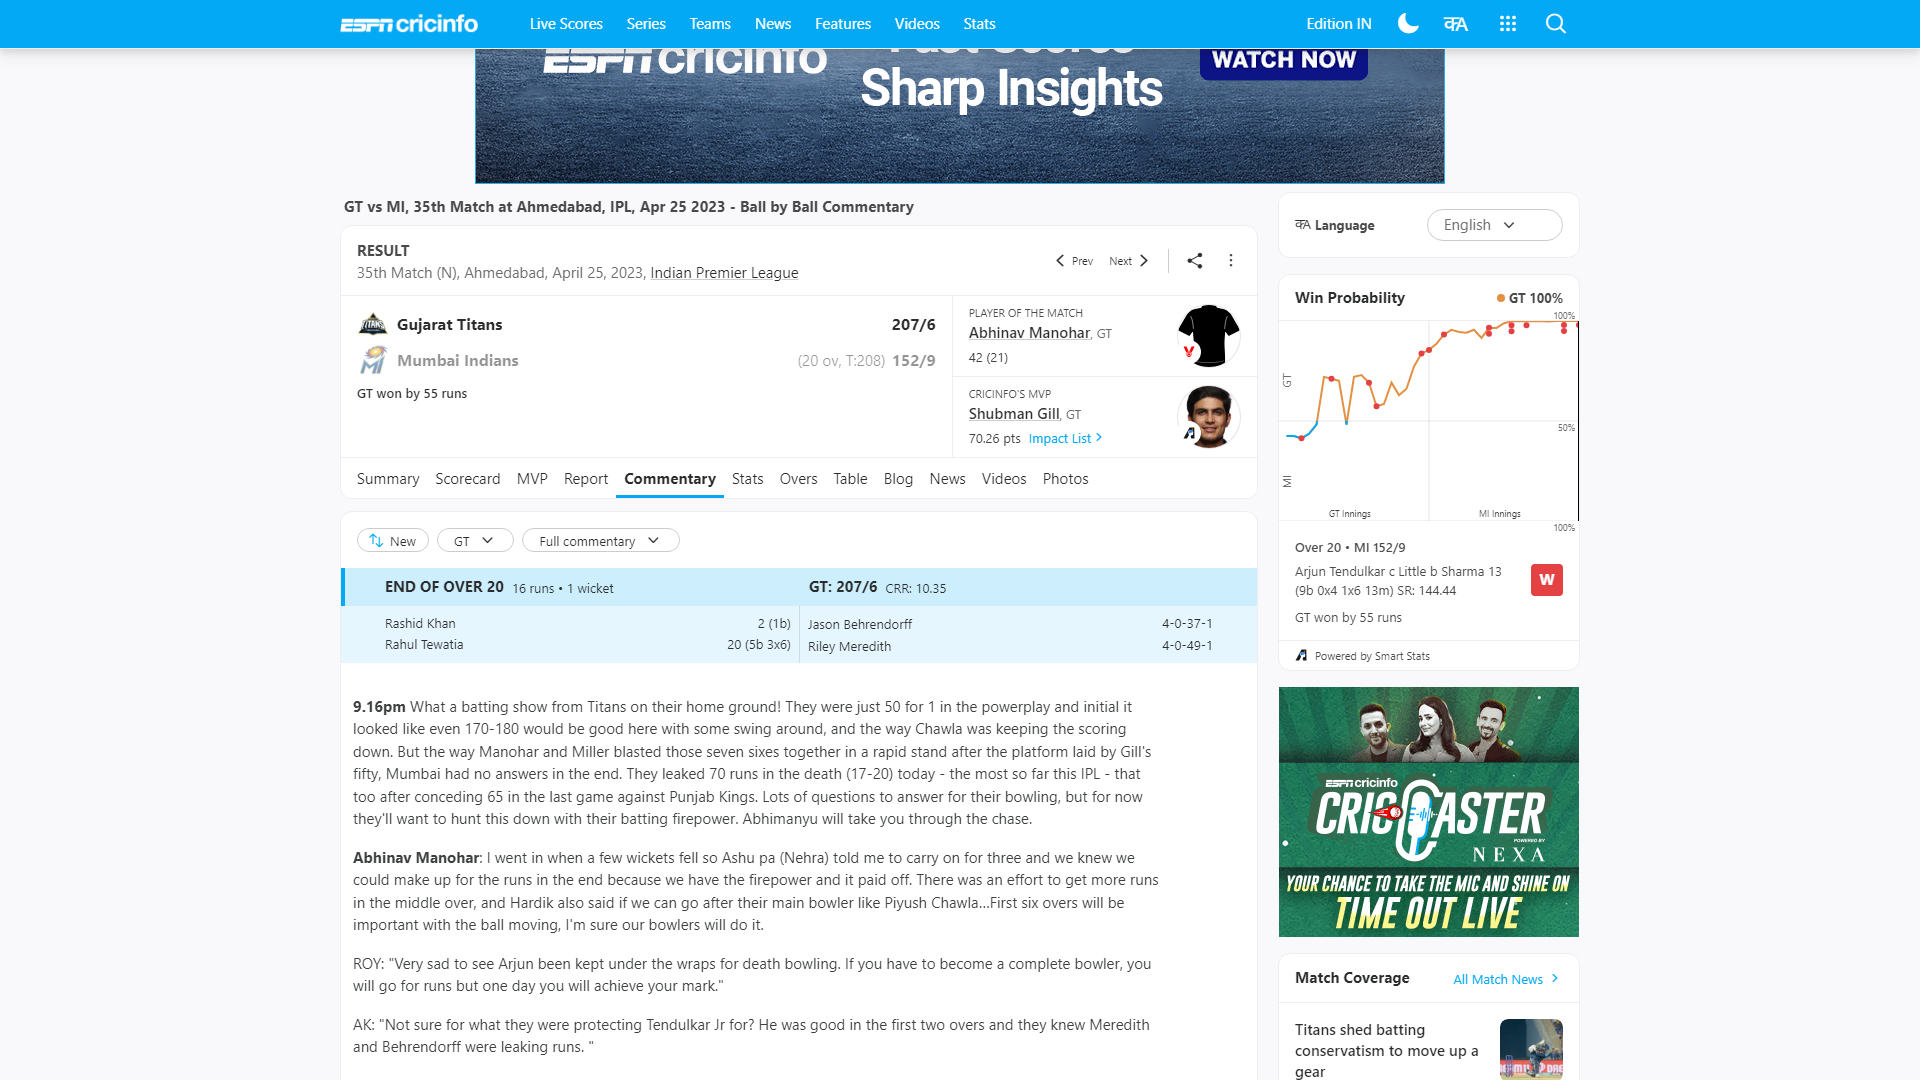 ESPN cricinfo
Live Scores
Series
Teams
News
Features
Videos
Stats
Edition IN
क A
ESPN cricinfo
Sharp Insights
WATCH NOW
GT vs MI, 35th Match at Ahmedabad, IPL, Apr 25 2023 - Ball by Ball Commentary
RESULT
35th Match (N), Ahmedabad, April 25, 2023, Indian Premier League
Prev
Next
Gujarat Titans 207/6
Mumbai Indians (20 ov, T:208) 152/9
GT won by 55 runs
PLAYER OF THE MATCH
Abhinav Manohar, GT
42 (21)
CRICINFO'S MVP
Shubman Gill, GT
70.26 pts Impact List
Summary
Scorecard
MVP
Report
Commentary
Stats
Overs
Table
Blog
News
Videos
Photos
New
GT
Full commentary
END OF OVER 20 16 runs • 1 wicket GT: 207/6 CRR: 10.35
Rashid Khan 2 (1b)
Rahul Tewatia 20 (5b 3x6)
Jason Behrendorff 4-0-37-1
Riley Meredith 4-0-49-1
9.16pm What a batting show from Titans on their home ground! They were just 50 for 1 in the powerplay and initial it
looked like even 170-180 would be good here with some swing around, and the way Chawla was keeping the scoring
down. But the way Manohar and Miller blasted those seven sixes together in a rapid stand after the platform laid by Gill's
fifty, Mumbai had no answers in the end. They leaked 70 runs in the death (17-20) today - the most so far this IPL - that
too after conceding 65 in the last game against Punjab Kings. Lots of questions to answer for their bowling, but for now
they'll want to hunt this down with their batting firepower. Abhimanyu will take you through the chase.
Abhinav Manohar: I went in when a few wickets fell so Ashu pa (Nehra) told me to carry on for three and we knew we
could make up for the runs in the end because we have the firepower and it paid off. There was an effort to get more runs
in the middle over, and Hardik also said if we can go after their main bowler like Piyush Chawla...First six overs will be
important with the ball moving, I'm sure our bowlers will do it.
ROY: "Very sad to see Arjun been kept under the wraps for death bowling. If you have to become a complete bowler, you
will go for runs but one day you will achieve your mark."
AK: "Not sure for what they were protecting Tendulkar Jr for? He was good in the first two overs and they knew Meredith
and Behrendorff were leaking runs. "
क A Language
English
Win Probability
GT 100%
100%
GT
50%
MI
GT Innings
MI Innings
100%
Over 20 • MI 152/9
Arjun Tendulkar c Little b Sharma 13
(9b 0x4 1x6 13m) SR: 144.44
W
GT won by 55 runs
Powered by Smart Stats
ESPN cricinfo
CRICCASTER
POWERED BY
NEXA
YOUR CHANCE TO TAKE THE MIC AND SHINE ON
TIME OUT LIVE
Match Coverage
All Match News
Titans shed batting
conservatism to move up a
gear